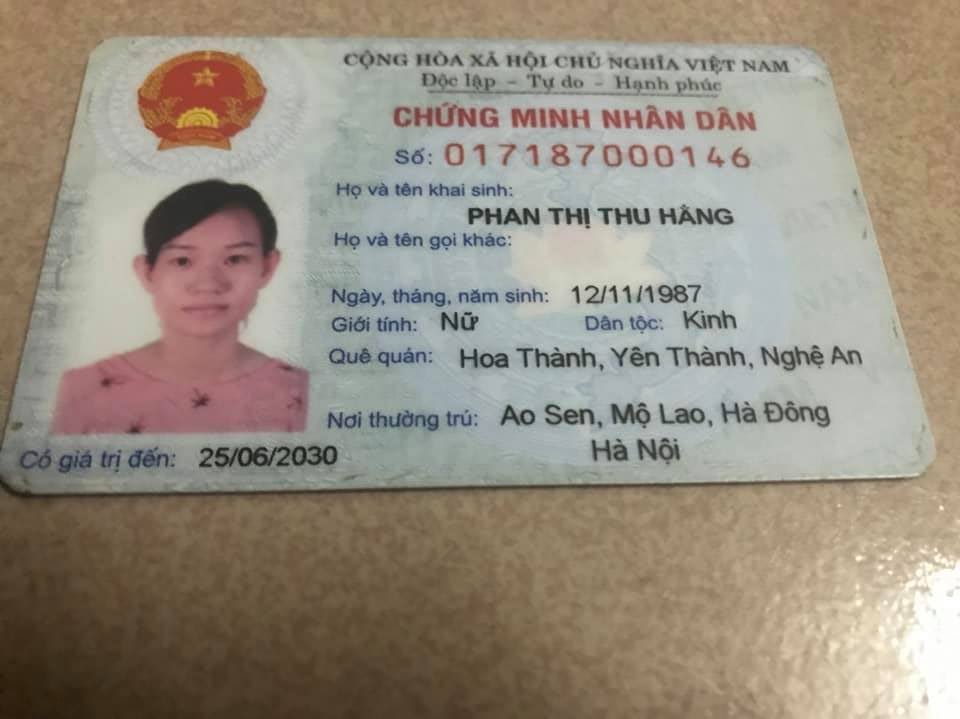 CỘNG HÒA XÃ HỘI CHỦ NGHĨA VIỆT NAM
Độc lập - Tự do - Hạnh phúc
CHỨNG MINH NHÂN DÂN
Số: 017187000146
Họ và tên khai sinh:
PHAN THỊ THU HẰNG
Họ và tên gọi khác:
Ngày, tháng, năm sinh: 12/11/1987
Giới tính: Nữ Dân tộc: Kinh
Quê quán: Hoa Thành, Yên Thành, Nghệ An
Nơi thường trú: Ao Sen, Mộ Lao, Hà Đông
Hà Nội
Có giá trị đến: 25/06/2030